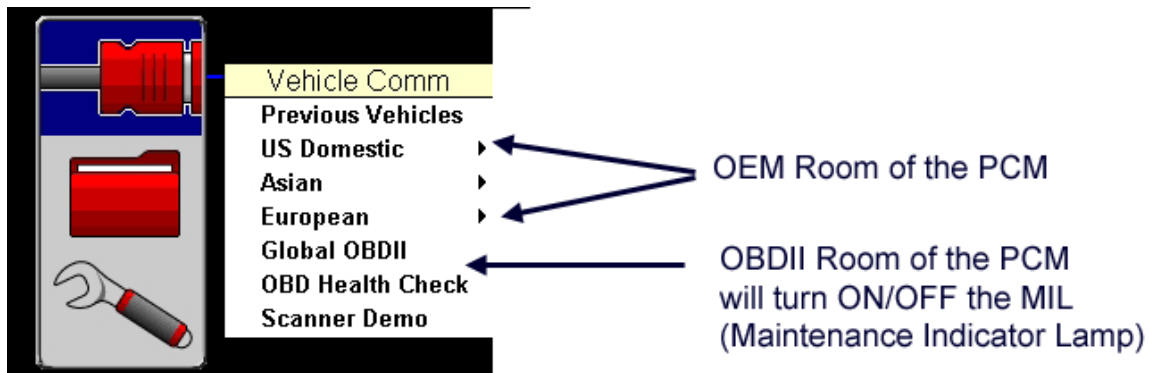 Vehicle Comm
Previous Vehicles
US Domestic
Asian
European
Global OBDII
OBD Health Check
Scanner Demo
OEM Room of the PCM
OBDII Room of the PCM
will turn ON/OFF the MIL
(Maintenance Indicator Lamp)